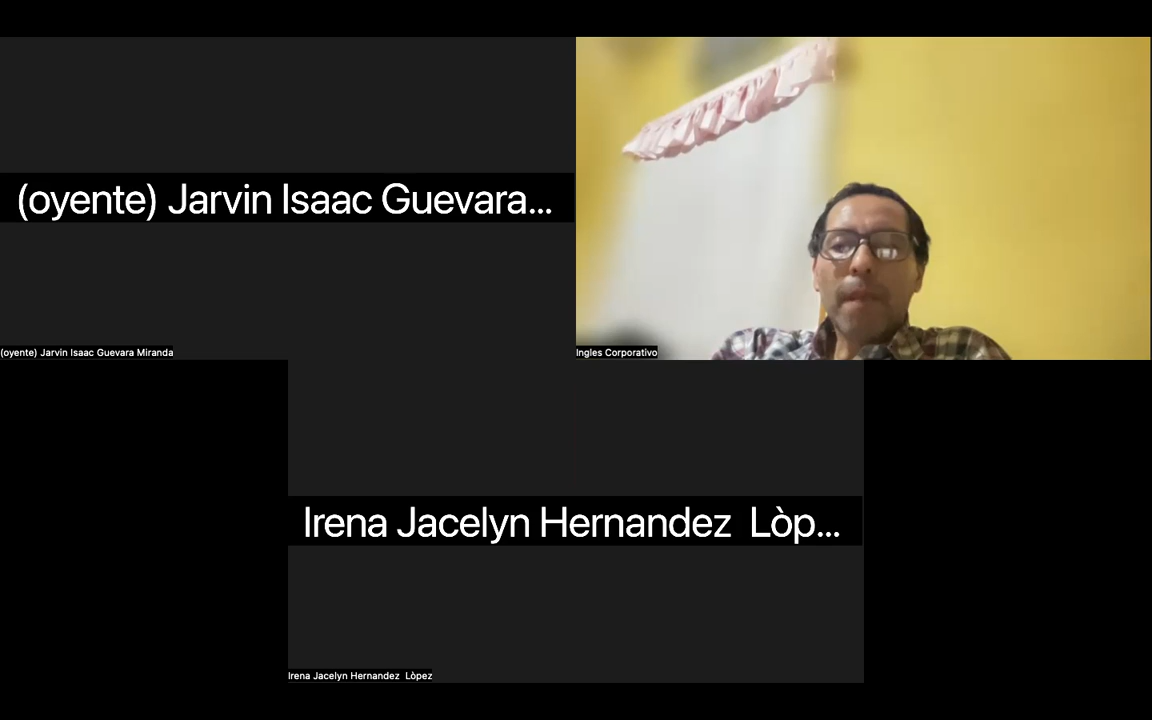 (oyente) Jarvin Isaac Guevara...
(oyente) Jarvin Isaac Guevara Miranda
Ingles Corporativo
Irena Jacelyn Hernandez  Lòp...
Irena Jacelyn Hernandez  Lòpez